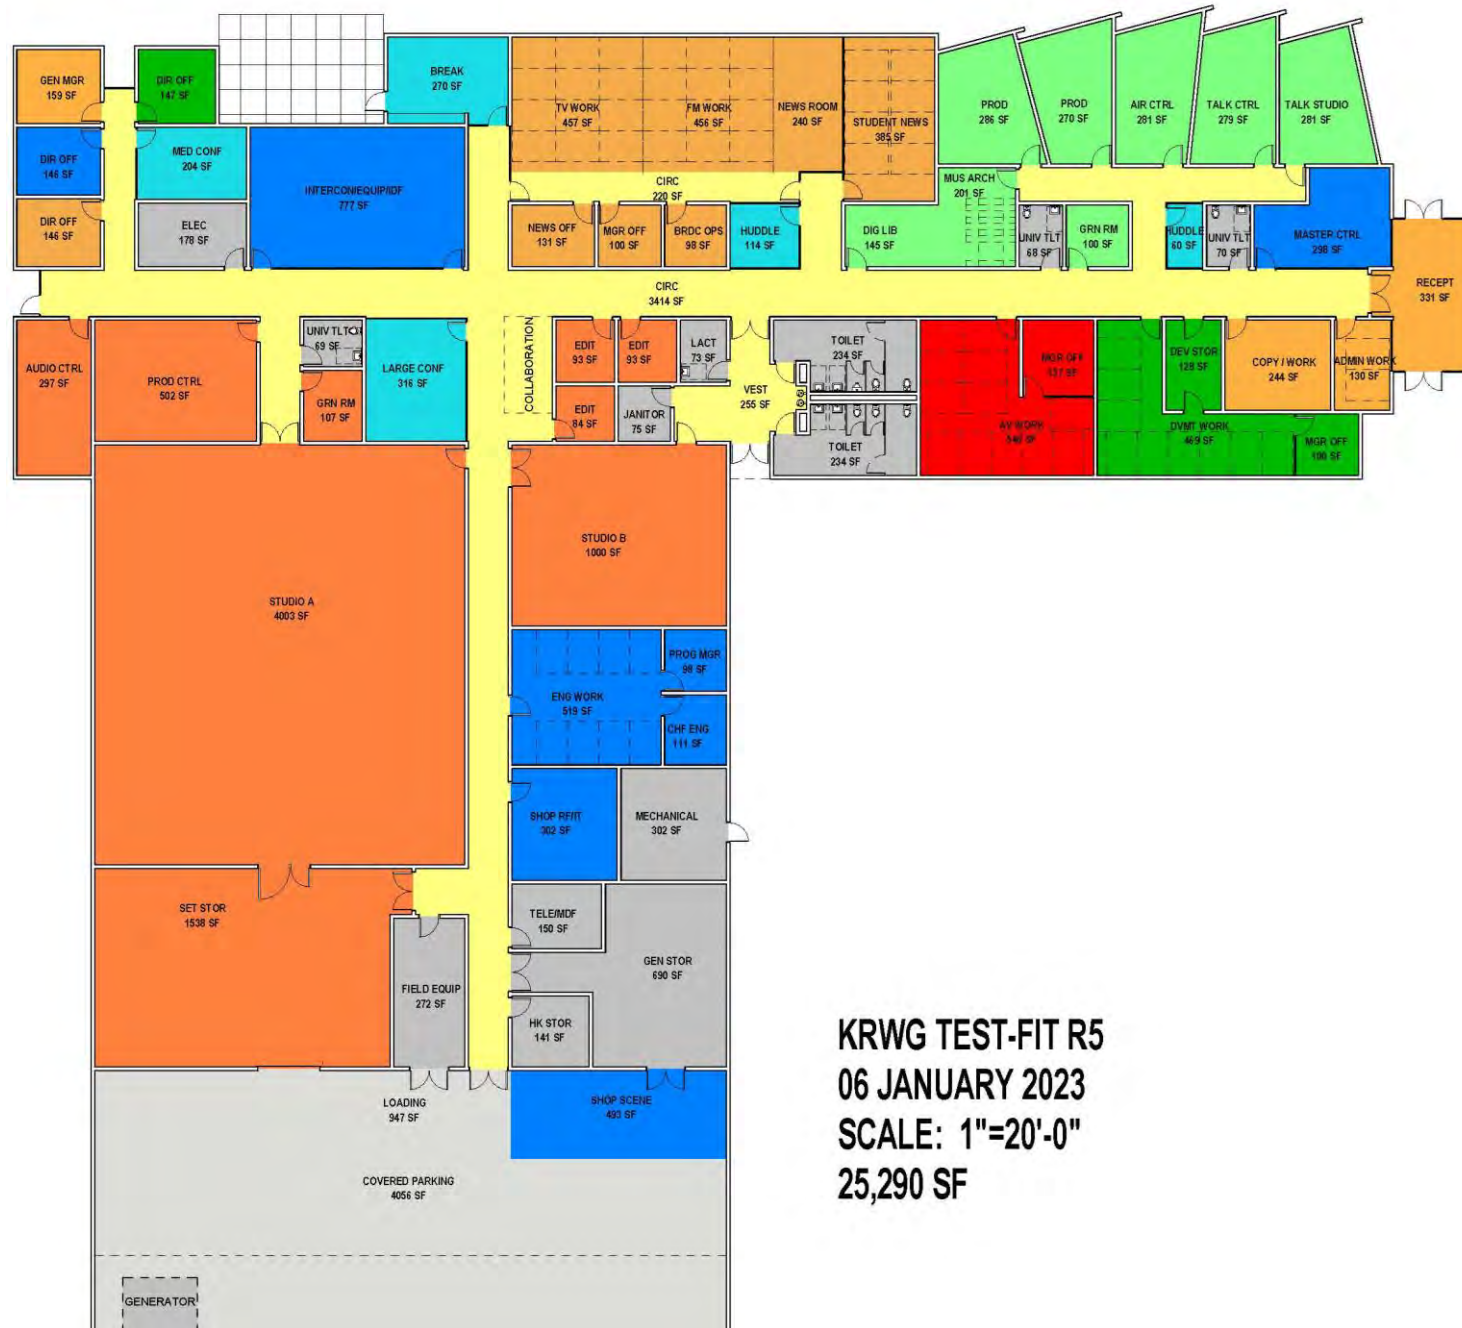 GEN MGR
159 SF
DIR OFF
147 SF
BREAK
270 SF
TV WORK
457 SF
FM WORK
456 SF
NEWS ROOM
240 SF
STUDENT NEWS
385 SF
PROD
286 SF
PROD
270 SF
AIR CTRL
281 SF
TALK CTRL
279 SF
TALK STUDIO
281 SF
DIR OFF
146 SF
MED CONF
204 SF
INTERCON/EQUIP/IDF
777 SF
CIRC
220 SF
MUS ARCH
201 SF
DIR OFF
146 SF
ELEC
178 SF
NEWS OFF
131 SF
MGR OFF
100 SF
BRDC OPS
98 SF
HUDDLE
114 SF
DIG LIB
145 SF
UNIV TLT
68 SF
GRN RM
100 SF
HUDDLE
60 SF
UNIV TLT
70 SF
MASTER CTRL
298 SF
RECEPT
331 SF
CIRC
3414 SF
AUDIO CTRL
297 SF
PROD CTRL
502 SF
UNIV TLT
69 SF
GRN RM
107 SF
LARGE CONF
316 SF
COLLABORATION
EDIT
93 SF
EDIT
93 SF
LACT
73 SF
EDIT
84 SF
JANITOR
75 SF
VEST
255 SF
TOILET
234 SF
TOILET
234 SF
MGR OFF
137 SF
AV WORK
DEV STOR
128 SF
COPY / WORK
244 SF
ADMIN WORK
130 SF
DVMT WORK
469 SF
MGR OFF
100 SF
STUDIO A
4003 SF
STUDIO B
1000 SF
ENG WORK
519 SF
PROG MGR
98 SF
CHF ENG
111 SF
SHOP RF/IT
302 SF
MECHANICAL
302 SF
SET STOR
1538 SF
TELE/MDF
150 SF
GEN STOR
690 SF
FIELD EQUIP
272 SF
HK STOR
141 SF
LOADING
947 SF
SHOP SCENE
493 SF
COVERED PARKING
4056 SF
GENERATOR
KRWG TEST-FIT R5
06 JANUARY 2023
SCALE: 1"=20'-0"
25,290 SF